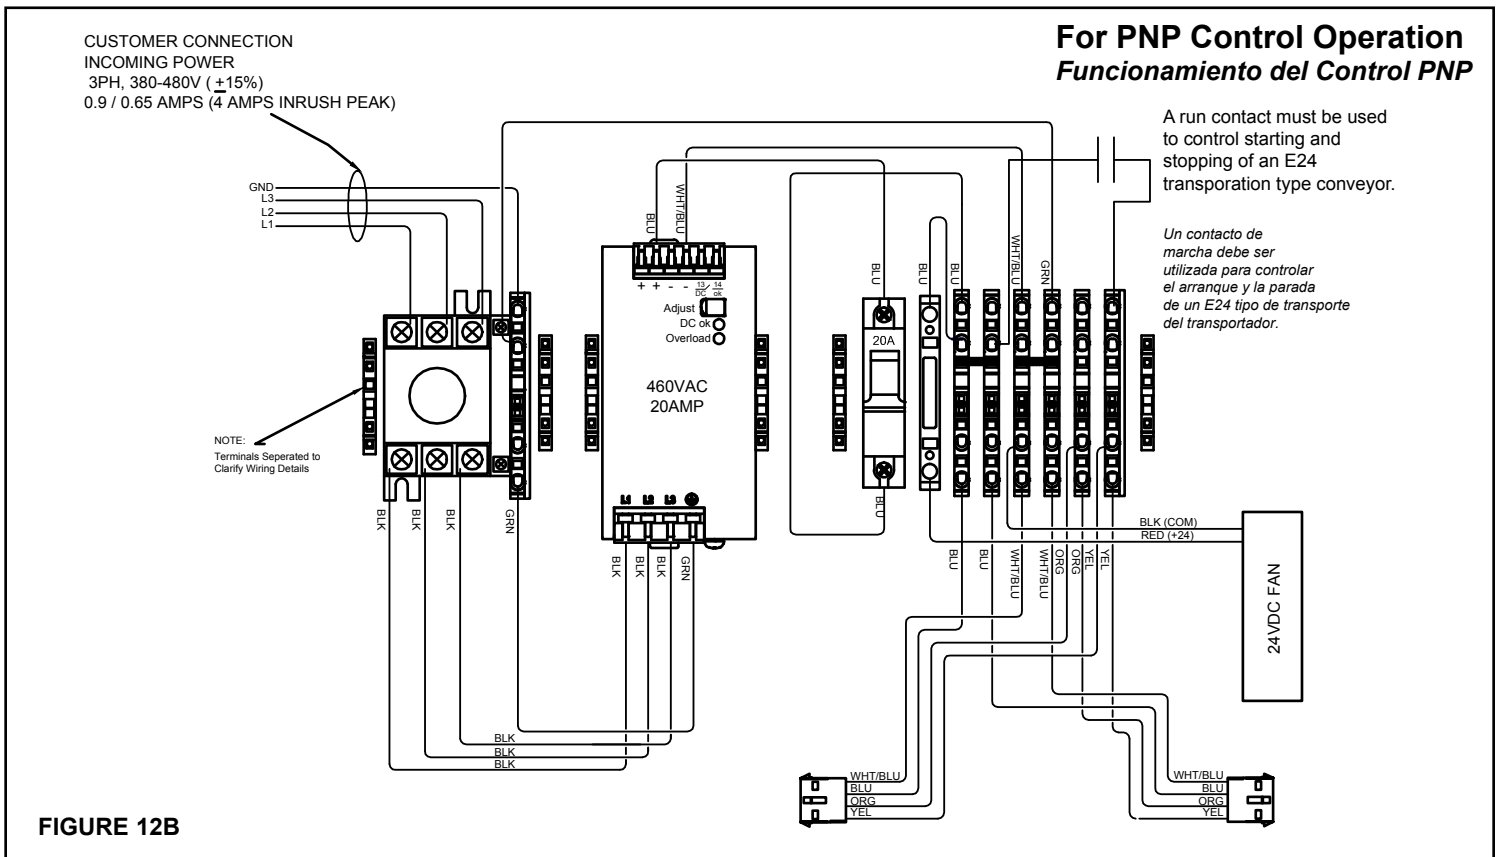 For PNP Control Operation
Funcionamiento del Control PNP
CUSTOMER CONNECTION
INCOMING POWER
3PH, 380-480V ( +15%)
0.9 / 0.65 AMPS (4 AMPS INRUSH PEAK)
A run contact must be used
to control starting and
stopping of an E24
transporation type conveyor.
Un contacto de
marcha debe ser
utilizada para controlar
el arranque y la parada
de un E24 tipo de transporte
del transportador.
GND
L3
L2
L1
BLU
WHT/BLU
BLU
BLU
BLU
BLU
WHT/BLU
GRN
+ + - - 13 14
DC ok
Adjust
DC ok
Overload
20A
460VAC
20AMP
NOTE:
Terminals Seperated to
Clarify Wiring Details
L1 L2 L3
BLK
BLK
BLK
GRN
BLK
BLK
BLK
GRN
BLU
BLK (COM)
RED (+24)
BLU
BLU
WHT/BLU
WHT/BLU
ORG
ORG
YEL
YEL
24VDC FAN
BLK
BLK
BLK
WHT/BLU
BLU
ORG
YEL
WHT/BLU
BLU
ORG
YEL
FIGURE 12B